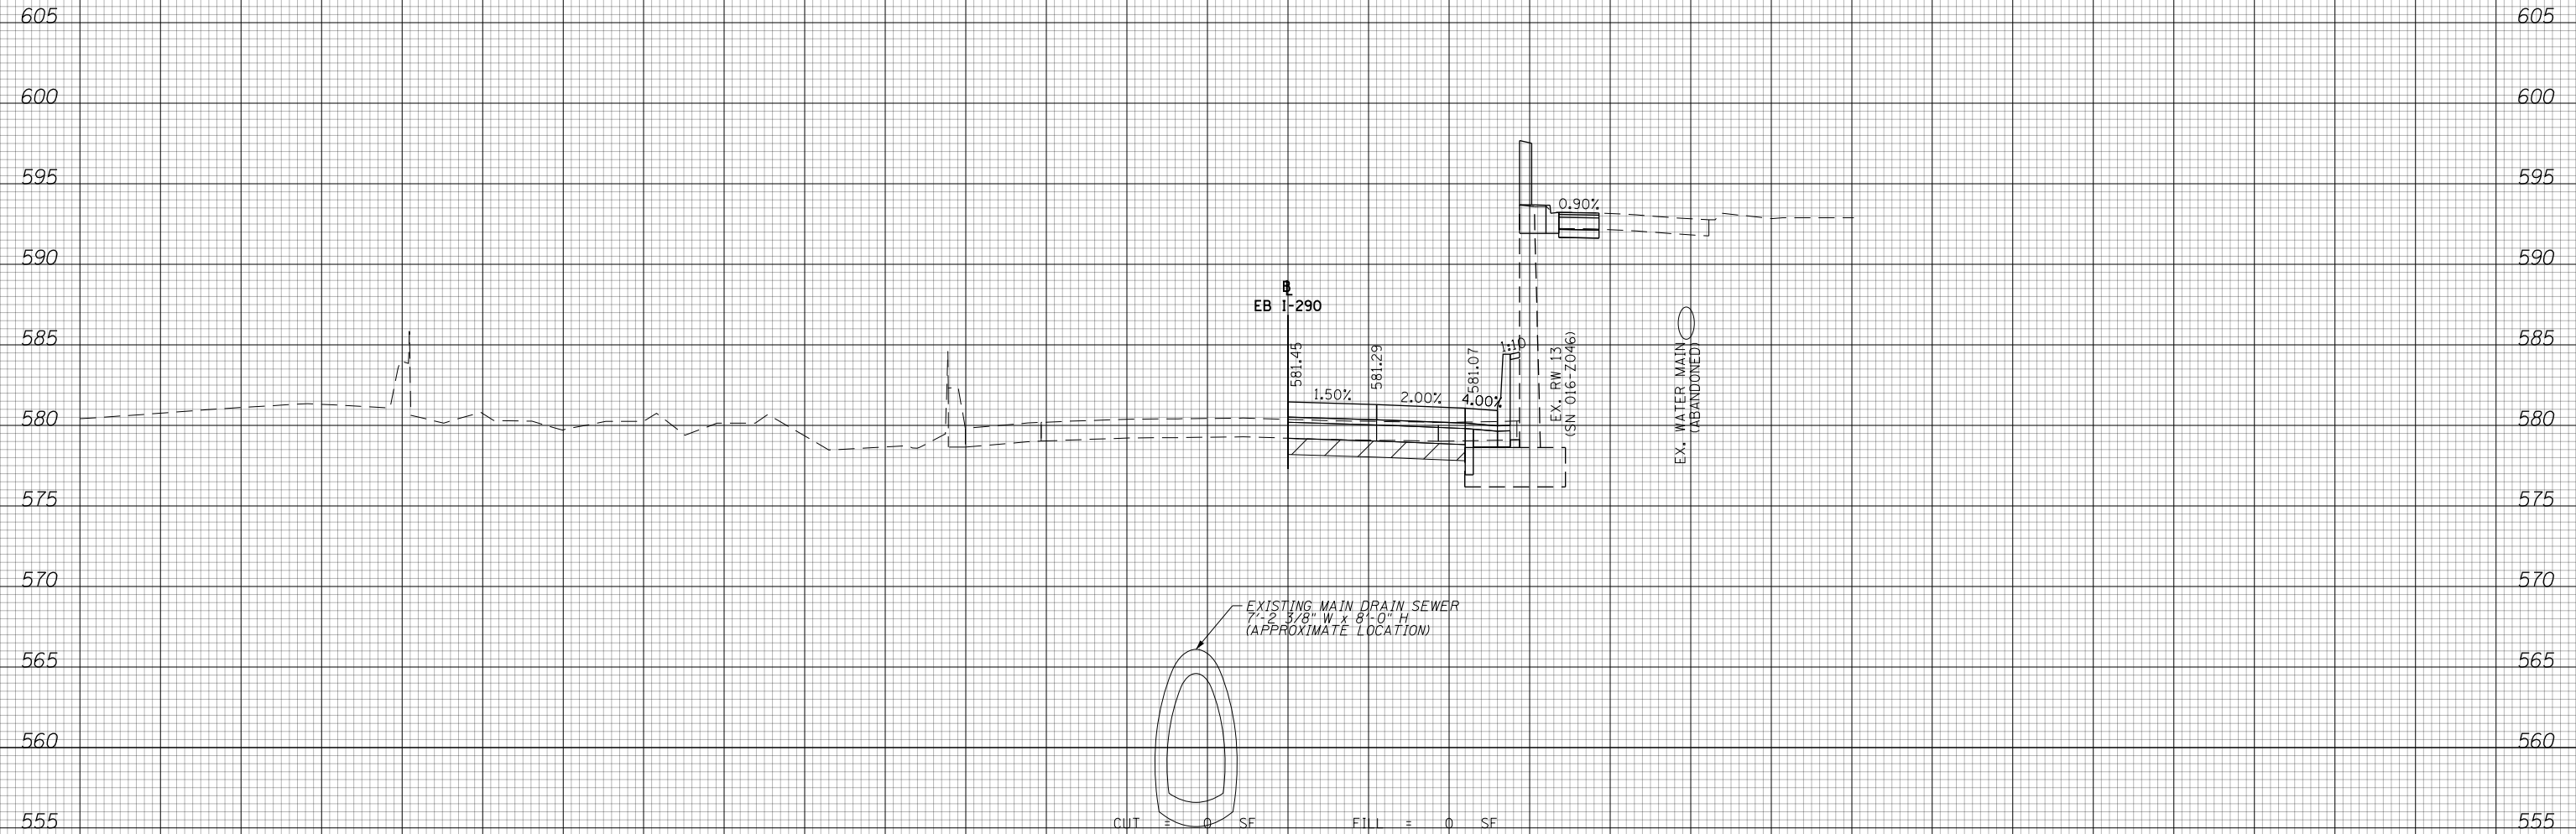 605 605
600 600
595 595
0.90%
590 590
B
L
EB I-290
585 585
581.45
581.29
581.07
1:10
EX. RW 13
(SN 016-Z046)
EX. WATER MAIN
(ABANDONED)
1.50%
2.00%
4.00%
580 580
575 575
570 570
EXISTING MAIN DRAIN SEWER
7'-2 3/8" W x 8'-0" H
(APPROXIMATE LOCATION)
565 565
560 560
555 555
CUT = 0 SF FILL = 0 SF